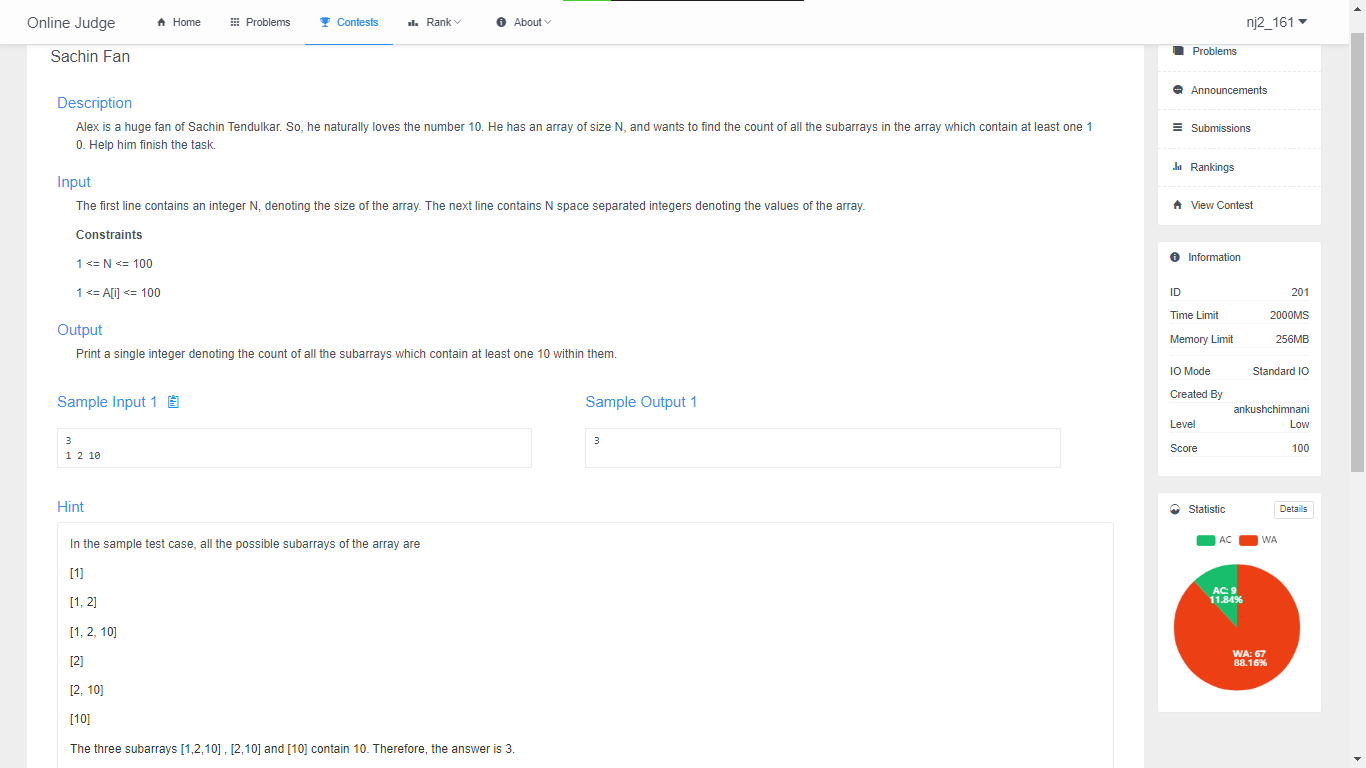 Online Judge
Home
Problems
Contests
Rank
About
nj2_161
Sachin Fan
Description
Alex is a huge fan of Sachin Tendulkar. So, he naturally loves the number 10. He has an array of size N, and wants to find the count of all the subarrays in the array which contain at least one 1
0. Help him finish the task.
Input
The first line contains an integer N, denoting the size of the array. The next line contains N space separated integers denoting the values of the array.
Constraints
1 <= N <= 100
1 <= A[i] <= 100
Output
Print a single integer denoting the count of all the subarrays which contain at least one 10 within them.
Sample Input 1
3
1 2 10
Sample Output 1
3
Hint
In the sample test case, all the possible subarrays of the array are
[1]
[1, 2]
[1, 2, 10]
[2]
[2, 10]
[10]
The three subarrays [1,2,10] , [2,10] and [10] contain 10. Therefore, the answer is 3.
Problems
Announcements
Submissions
Rankings
View Contest
Information
ID 201
Time Limit 2000MS
Memory Limit 256MB
IO Mode Standard IO
Created By
ankushchimnani
Level Low
Score 100
Statistic Details
AC WA
AC: 9
11.84%
WA: 67
88.16%